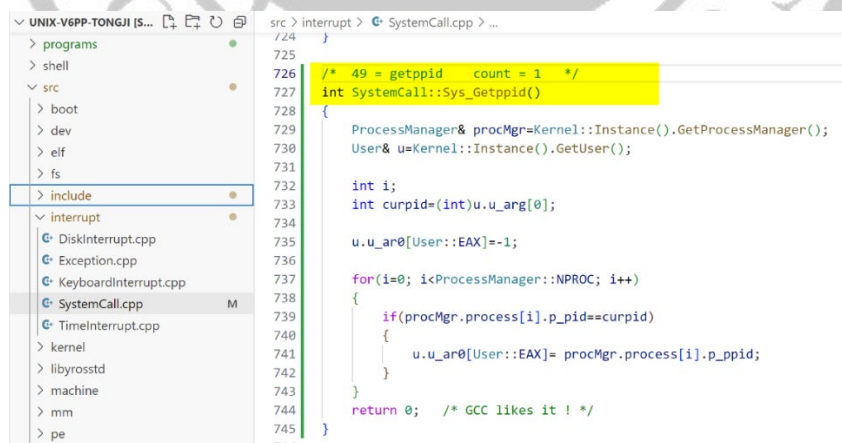 UNIX-V6PP-TONGJI [S...
programs
shell
src
boot
dev
elf
fs
include
interrupt
DiskInterrupt.cpp
Exception.cpp
KeyboardInterrupt.cpp
SystemCall.cpp M
TimeInterrupt.cpp
kernel
libyrosstd
machine
mm
pe
src > interrupt > SystemCall.cpp > ...
724 }
725
726 /* 49 = getppid count = 1 */
727 int SystemCall::Sys_Getppid()
728 {
729 ProcessManager& procMgr=Kernel::Instance().GetProcessManager();
730 User& u=Kernel::Instance().GetUser();
731
732 int i;
733 int curpid=(int)u.u_arg[0];
734
735 u.u_ar0[User::EAX]=-1;
736
737 for(i=0; i<ProcessManager::NPROC; i++)
738 {
739 if(procMgr.process[i].p_pid==curpid)
740 {
741 u.u_ar0[User::EAX]= procMgr.process[i].p_ppid;
742 }
743 }
744 return 0; /* GCC likes it ! */
745 }